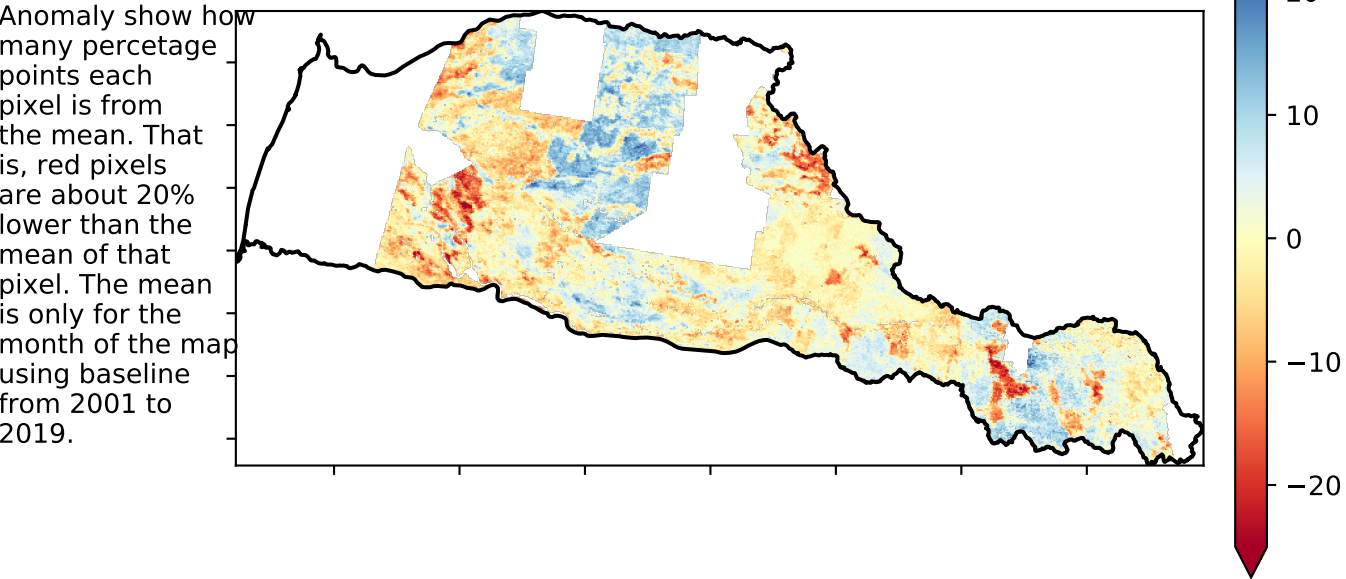 Anomaly show how
many percetage
points each
pixel is from
the mean. That
is, red pixels
are about 20%
lower than the
mean of that
pixel. The mean
is only for the
month of the map
using baseline
from 2001 to
2019.
10
0
−10
−20